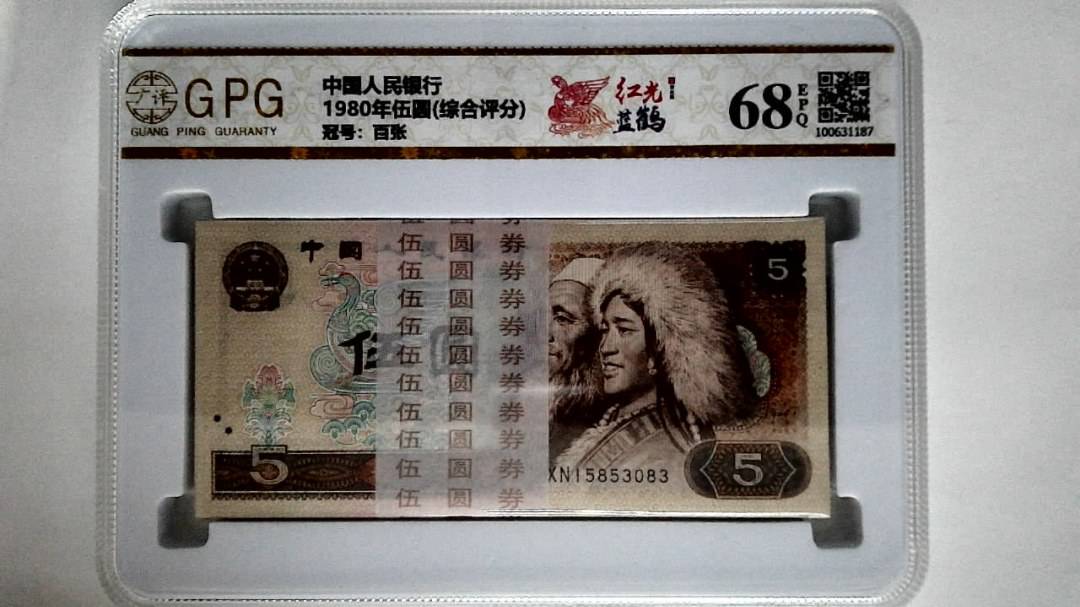 广评
GPG
GUANG PING GUARANTY
中国人民银行
1980年伍圆(综合评分)
冠号：百张
红光
蓝鹤
68
EPQ
100631187
中国
伍圆券
伍圆券
伍圆券
伍圆券
伍圆券
伍圆券
伍圆券
伍圆券
伍圆券
伍圆券
5
5
XN15853083
5